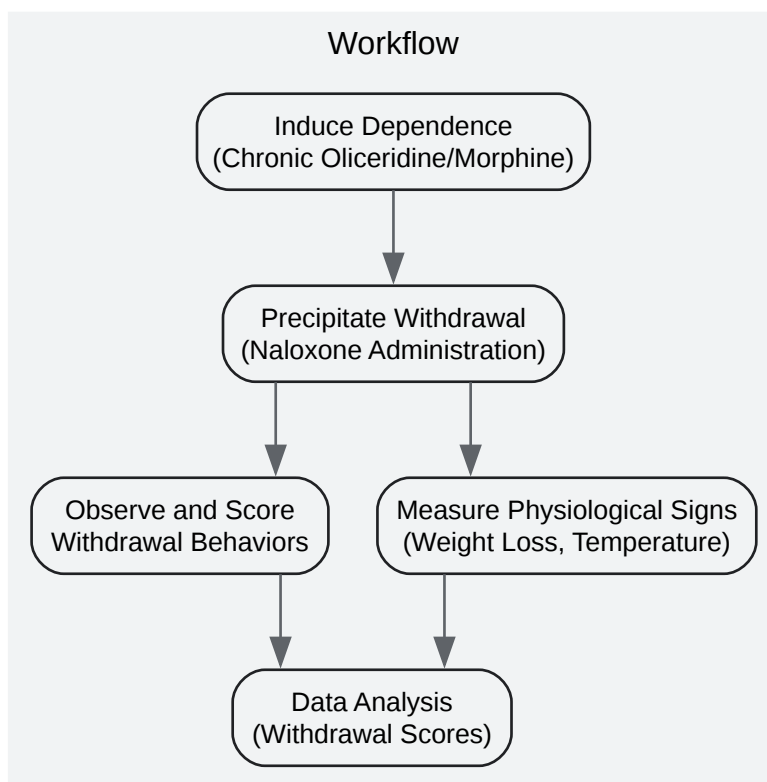 Workflow
Induce Dependence
(Chronic Oliceridine/Morphine)
Precipitate Withdrawal
(Naloxone Administration)
Observe and Score
Withdrawal Behaviors
Measure Physiological Signs
(Weight Loss, Temperature)
Data Analysis
(Withdrawal Scores)